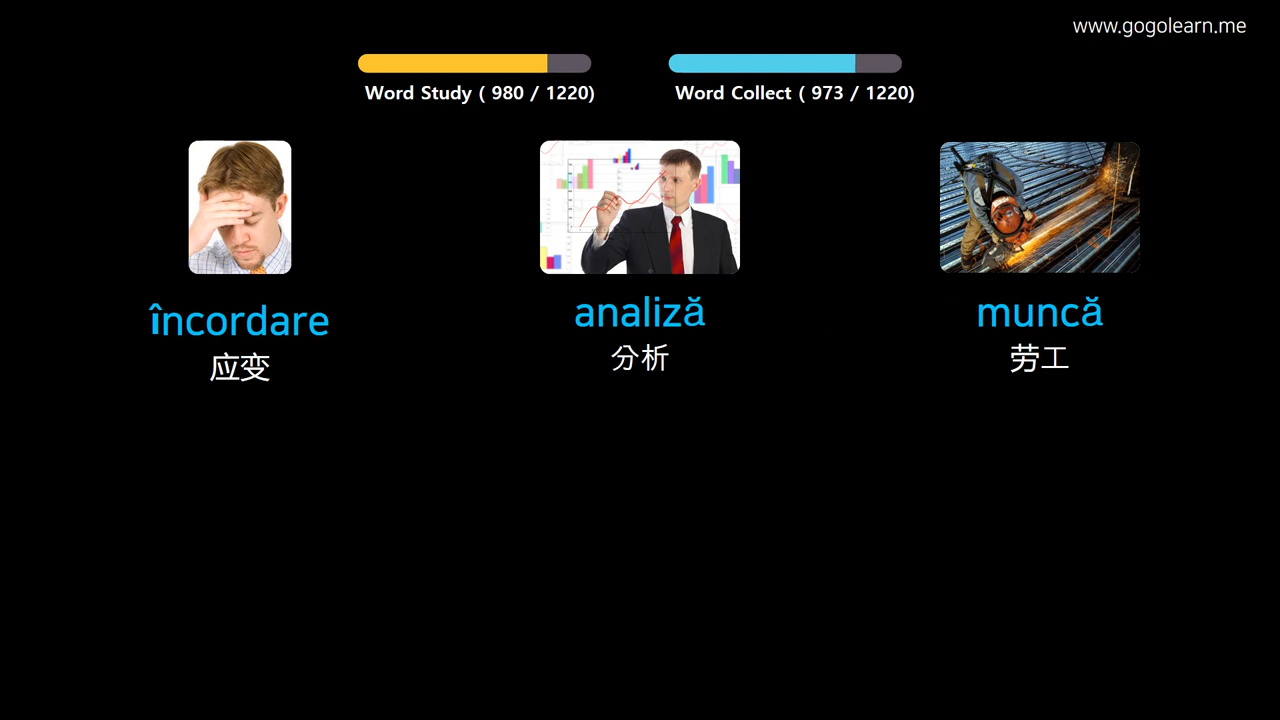 www.gogolearn.me
Word Study ( 980 / 1220)
Word Collect ( 973 / 1220)
încordare
应变
analiză
分析
muncă
劳工